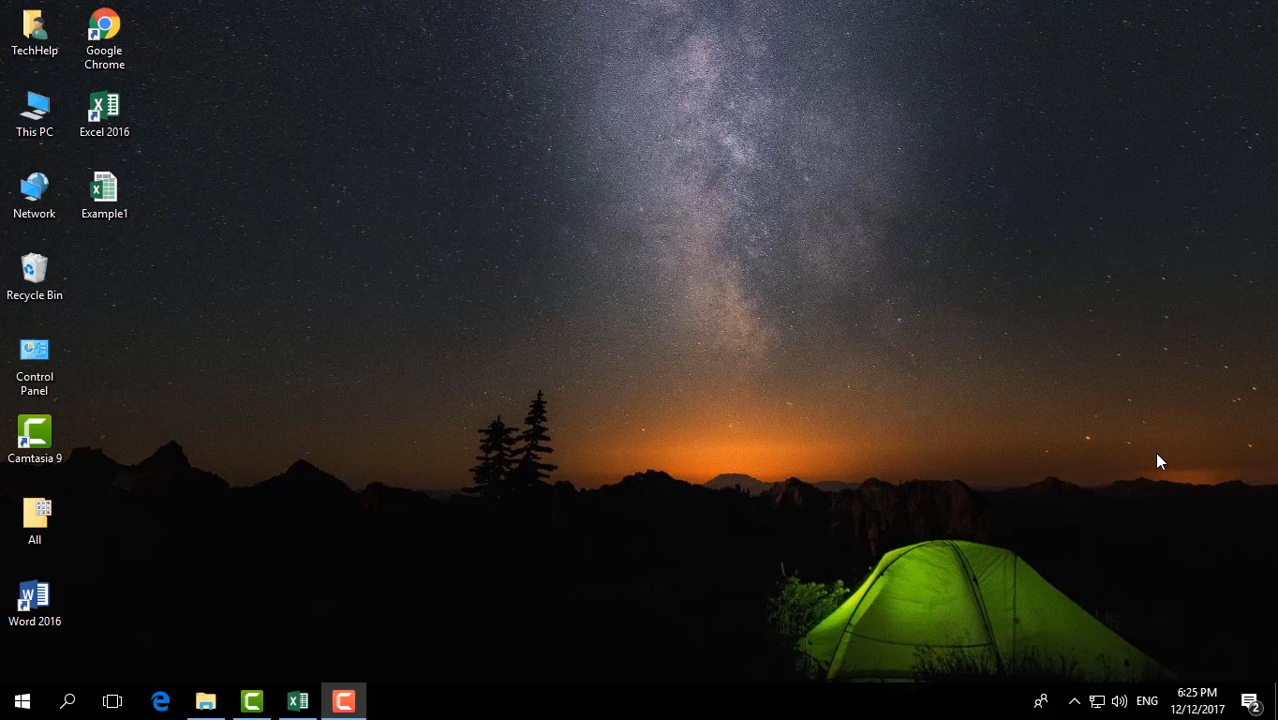 TechHelp
Google
Chrome
This PC
Excel 2016
Network
Example1
Recycle Bin
Control
Panel
Camtasia 9
All
Word 2016
ENG
6:25 PM
12/12/2017
2